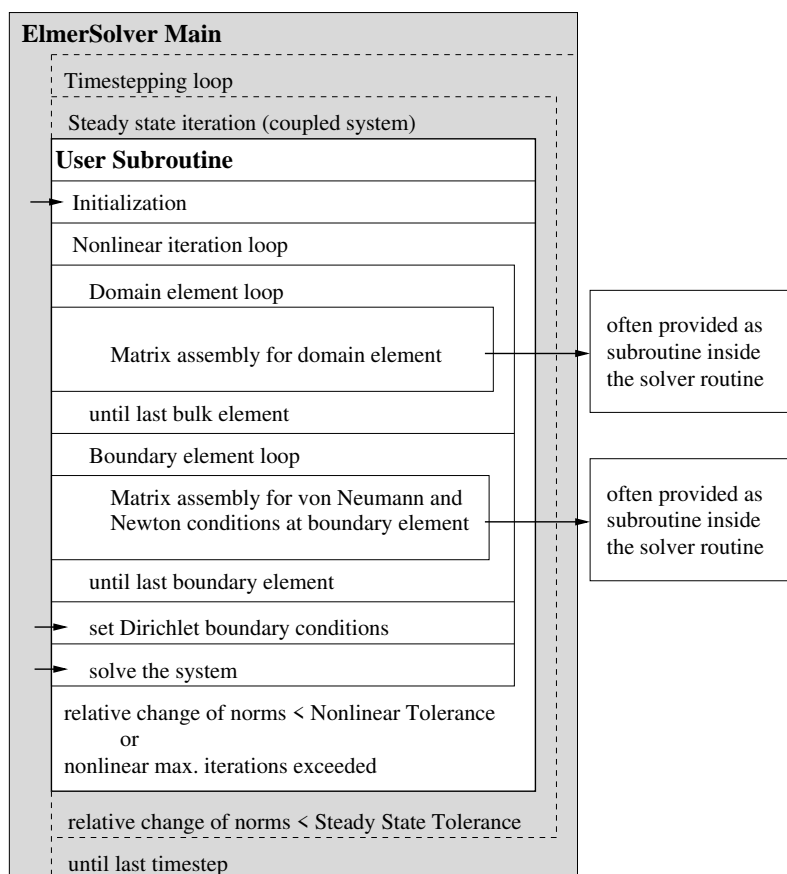 ElmerSolver Main
Timestepping loop
Steady state iteration (coupled system)
User Subroutine
Initialization
Nonlinear iteration loop
Domain element loop
Matrix assembly for domain element
often provided as
subroutine inside
the solver routine
until last bulk element
Boundary element loop
Matrix assembly for von Neumann and
Newton conditions at boundary element
often provided as
subroutine inside
the solver routine
until last boundary element
set Dirichlet boundary conditions
solve the system
relative change of norms < Nonlinear Tolerance
or
nonlinear max. iterations exceeded
relative change of norms < Steady State Tolerance
until last timestep